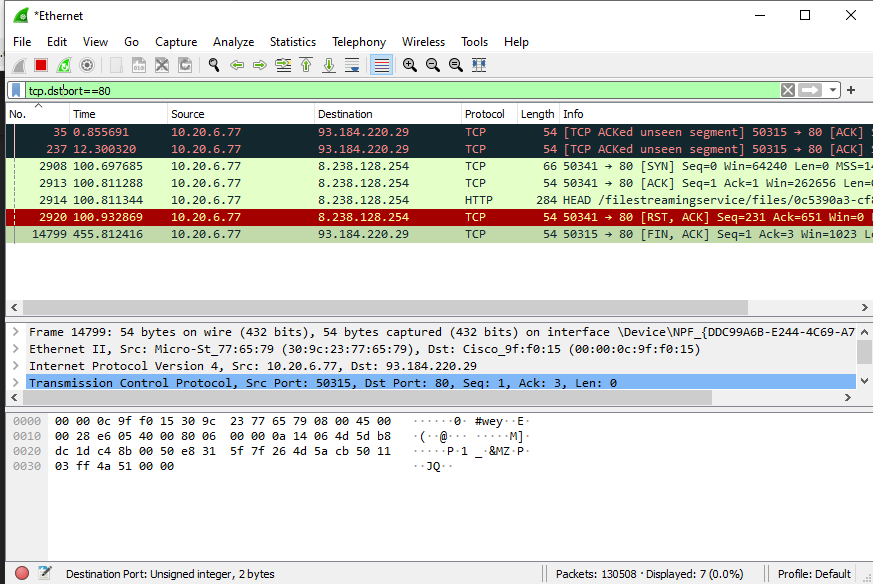 *Ethernet
File Edit View Go Capture Analyze Statistics Telephony Wireless Tools Help
tcp.dstport==80
No. Time Source Destination Protocol Length Info
35 0.855691 10.20.6.77 93.184.220.29 TCP 54 [TCP ACKed unseen segment] 50315 → 80 [ACK]
237 12.300320 10.20.6.77 93.184.220.29 TCP 54 [TCP ACKed unseen segment] 50315 → 80 [ACK]
2908 100.697685 10.20.6.77 8.238.128.254 TCP 66 50341 → 80 [SYN] Seq=0 Win=64240 Len=0 MSS=14
2913 100.811288 10.20.6.77 8.238.128.254 TCP 54 50341 → 80 [ACK] Seq=1 Ack=1 Win=262656 Len=
2914 100.811344 10.20.6.77 8.238.128.254 HTTP 284 HEAD /filestreamingservice/files/0c5390a3-cf8
2920 100.932869 10.20.6.77 8.238.128.254 TCP 54 50341 → 80 [RST, ACK] Seq=231 Ack=651 Win=0
14799 455.812416 10.20.6.77 93.184.220.29 TCP 54 50315 → 80 [FIN, ACK] Seq=1 Ack=3 Win=1023 Le
Frame 14799: 54 bytes on wire (432 bits), 54 bytes captured (432 bits) on interface \Device\NPF_{DDC99A6B-E244-4C69-A7
Ethernet II, Src: Micro-St_77:65:79 (30:9c:23:77:65:79), Dst: Cisco_9f:f0:15 (00:00:0c:9f:f0:15)
Internet Protocol Version 4, Src: 10.20.6.77, Dst: 93.184.220.29
Transmission Control Protocol, Src Port: 50315, Dst Port: 80, Seq: 1, Ack: 3, Len: 0
0000 00 00 0c 9f f0 15 30 9c 23 77 65 79 08 00 45 00 ······0· #wey··E·
0010 00 28 e6 05 40 00 80 06 00 00 0a 14 06 4d 5d b8 ·(··@··· ·····M]·
0020 dc 1d c4 8b 00 50 e8 31 5f 7f 26 4d 5a cb 50 11 ·····P·1 _·&MZ·P·
0030 03 ff 4a 51 00 00 ··JQ··
Destination Port: Unsigned integer, 2 bytes Packets: 130508 · Displayed: 7 (0.0%) Profile: Default